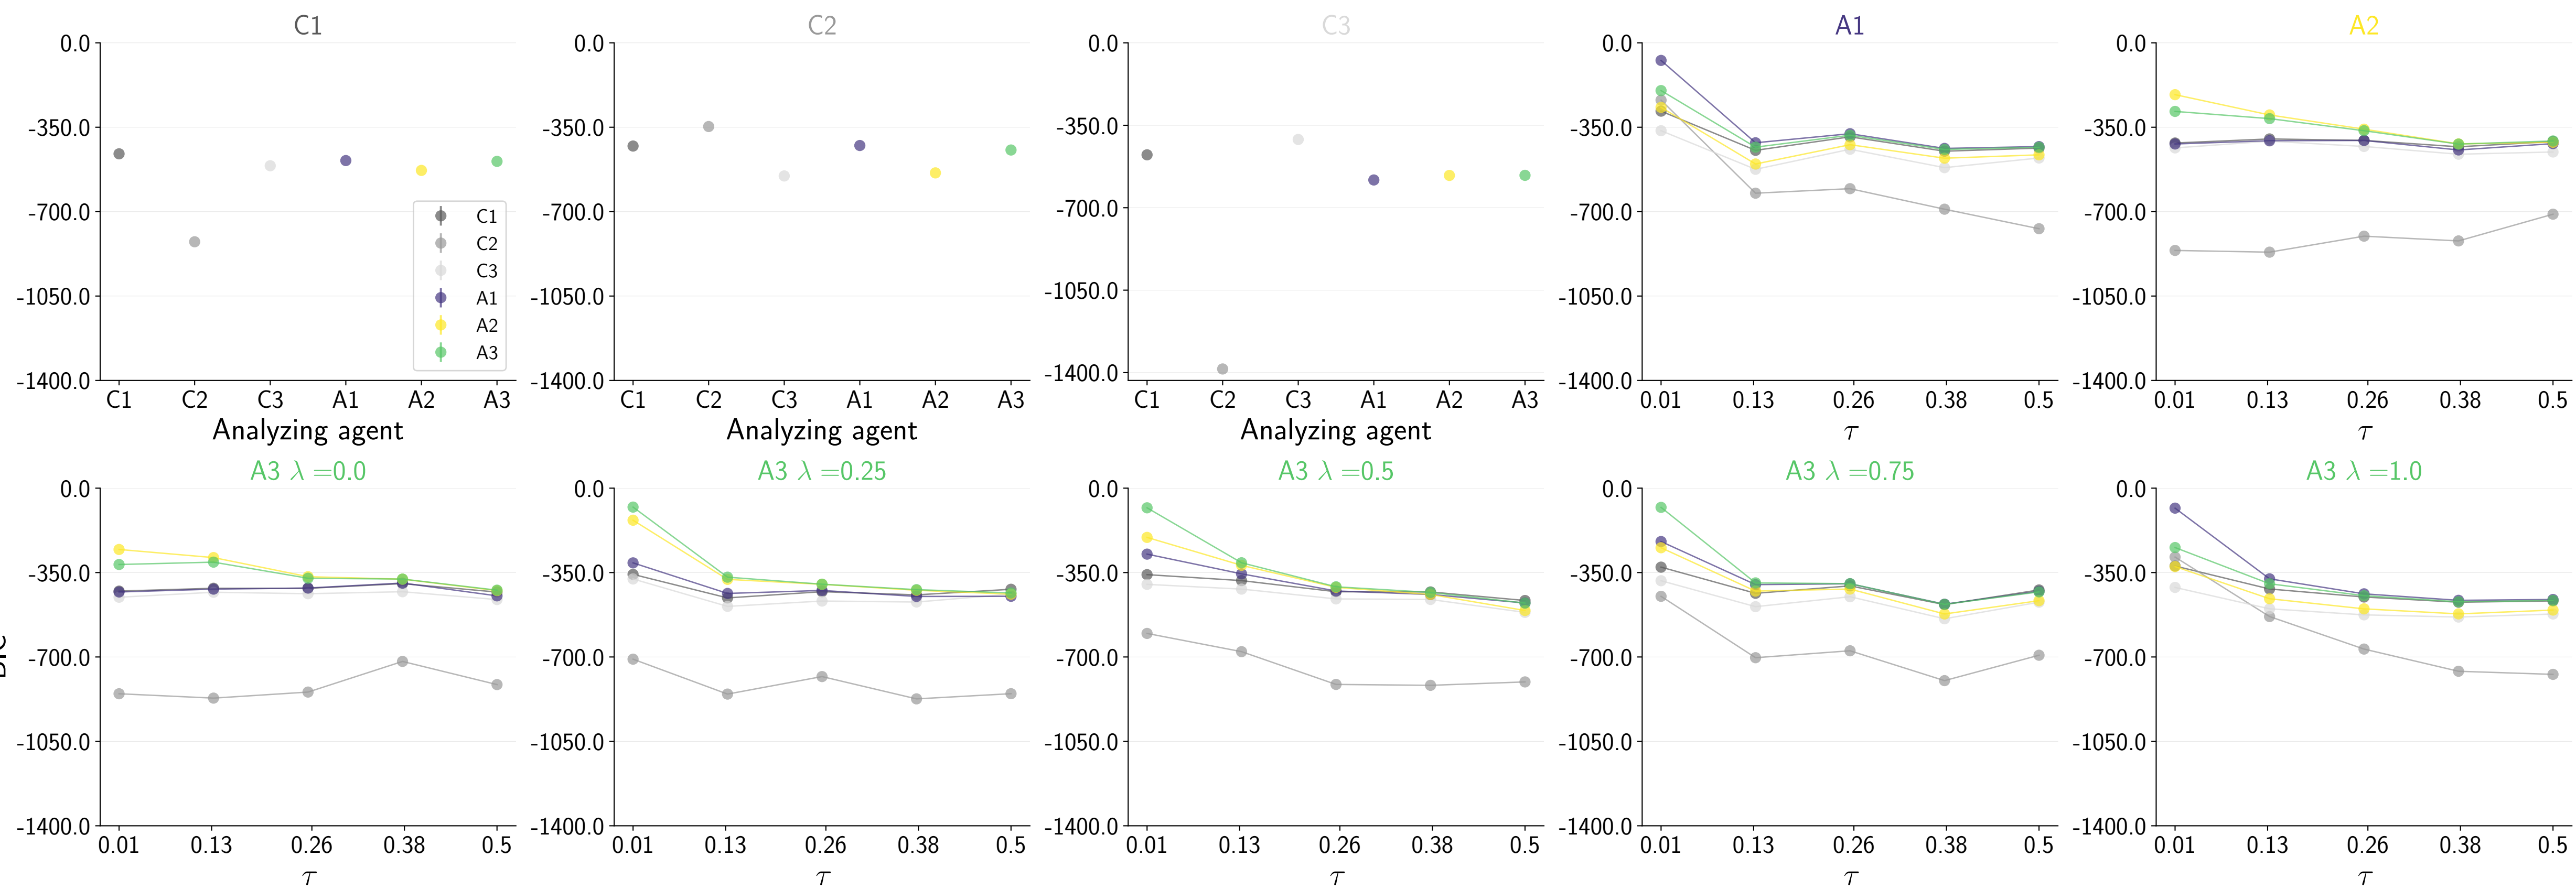 C1 C2 C3 A1 A2
0.0 0.0 0.0 0.0 0.0
-350.0 -350.0 -350.0 -350.0 -350.0
-700.0 -700.0 -700.0 -700.0 -700.0
-1050.0 -1050.0 -1050.0 -1050.0 -1050.0
-1400.0 -1400.0 -1400.0 -1400.0 -1400.0
C1
C2
C3
A1
A2
A3
C1 C2 C3 A1 A2 A3 C1 C2 C3 A1 A2 A3 C1 C2 C3 A1 A2 A3 0.01 0.13 0.26 0.38 0.5 0.01 0.13 0.26 0.38 0.5
Analyzing agent Analyzing agent Analyzing agent τ τ
A3 λ =0.0 A3 λ =0.25 A3 λ =0.5 A3 λ =0.75 A3 λ =1.0
0.0 0.0 0.0 0.0 0.0
-350.0 -350.0 -350.0 -350.0 -350.0
-700.0 -700.0 -700.0 -700.0 -700.0
-1050.0 -1050.0 -1050.0 -1050.0 -1050.0
-1400.0 -1400.0 -1400.0 -1400.0 -1400.0
0.01 0.13 0.26 0.38 0.5 0.01 0.13 0.26 0.38 0.5 0.01 0.13 0.26 0.38 0.5 0.01 0.13 0.26 0.38 0.5 0.01 0.13 0.26 0.38 0.5
τ τ τ τ τ